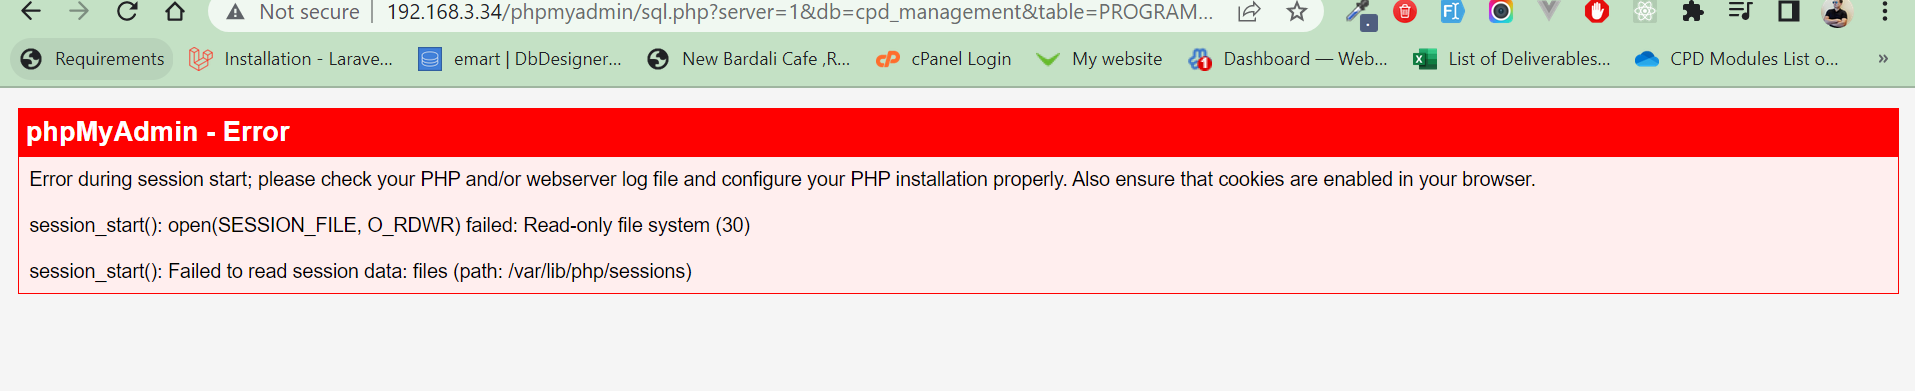 Not secure | 192.168.3.34/phpmyadmin/sql.php?server=1&db=cpd_management&table=PROGRAM...
Requirements Installation - Larave... emart | DbDesigner... New Bardali Cafe ,R... cPanel Login My website Dashboard — Web... List of Deliverables... CPD Modules List o... »
phpMyAdmin - Error
Error during session start; please check your PHP and/or webserver log file and configure your PHP installation properly. Also ensure that cookies are enabled in your browser.
session_start(): open(SESSION_FILE, O_RDWR) failed: Read-only file system (30)
session_start(): Failed to read session data: files (path: /var/lib/php/sessions)